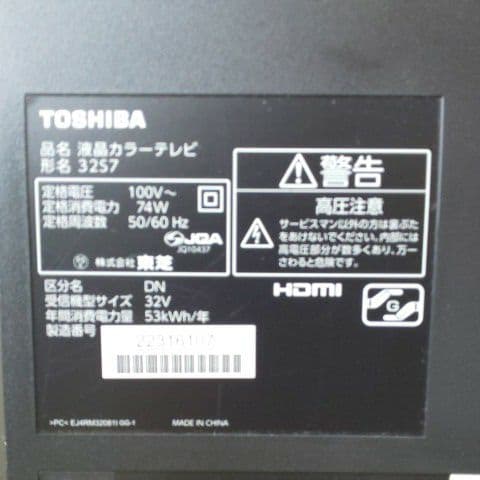 TOSHIBA
品名 液晶カラーテレビ
形名 32S7
定格電圧 100V～
定格消費電力 74W
定格周波数 50/60 Hz
JQA
JQ10437
株式会社 東芝
区分名 DN
受信機型サイズ 32V
年間消費電力量 53kWh/年
製造番号
22316107
>PC< EJ4RM32081I GG-1
MADE IN CHINA
警告
高圧注意
サービスマン以外の方は裏ぶた
をあけないでください。内部には
高電圧部分が数多くあり、万一
さわると危険です。
HDMI
G